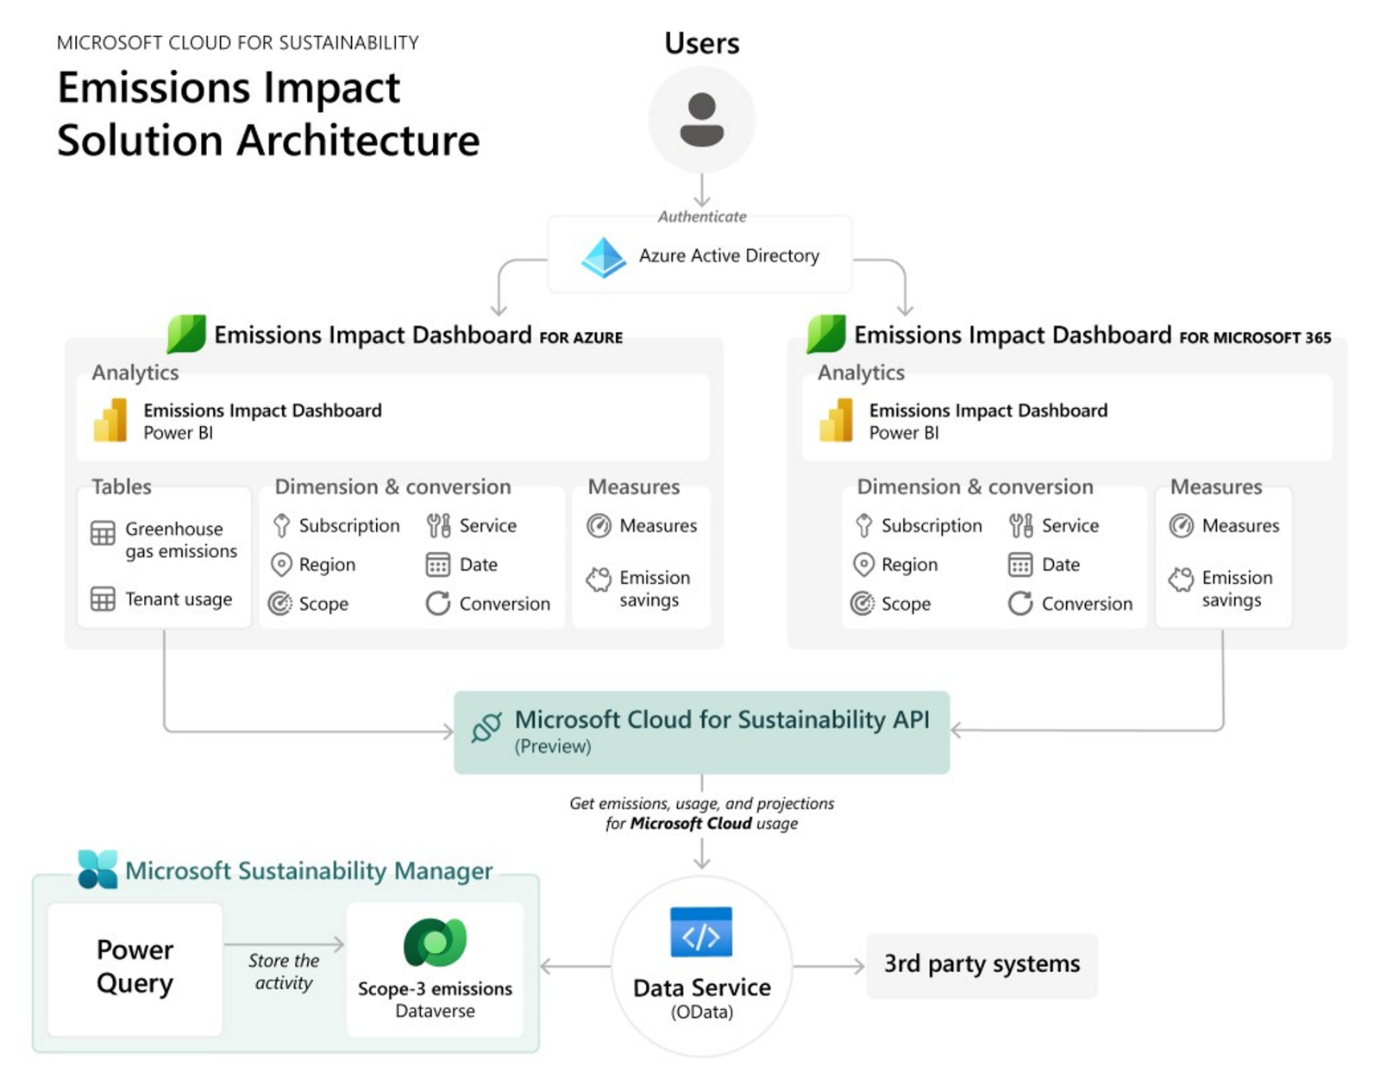 MICROSOFT CLOUD FOR SUSTAINABILITY
Emissions Impact
Solution Architecture
Users
Authenticate
Azure Active Directory
Emissions Impact Dashboard FOR AZURE
Analytics
Emissions Impact Dashboard
Power BI
Tables
Greenhouse
gas emissions
Tenant usage
Dimension & conversion
Subscription
Service
Region
Date
Scope
Conversion
Measures
Measures
Emission
savings
Emissions Impact Dashboard FOR MICROSOFT 365
Analytics
Emissions Impact Dashboard
Power BI
Dimension & conversion
Subscription
Service
Region
Date
Scope
Conversion
Measures
Measures
Emission
savings
Microsoft Cloud for Sustainability API
(Preview)
Get emissions, usage, and projections
for Microsoft Cloud usage
Microsoft Sustainability Manager
Power
Query
Store the
activity
Scope-3 emissions
Dataverse
</>
Data Service
(OData)
3rd party systems